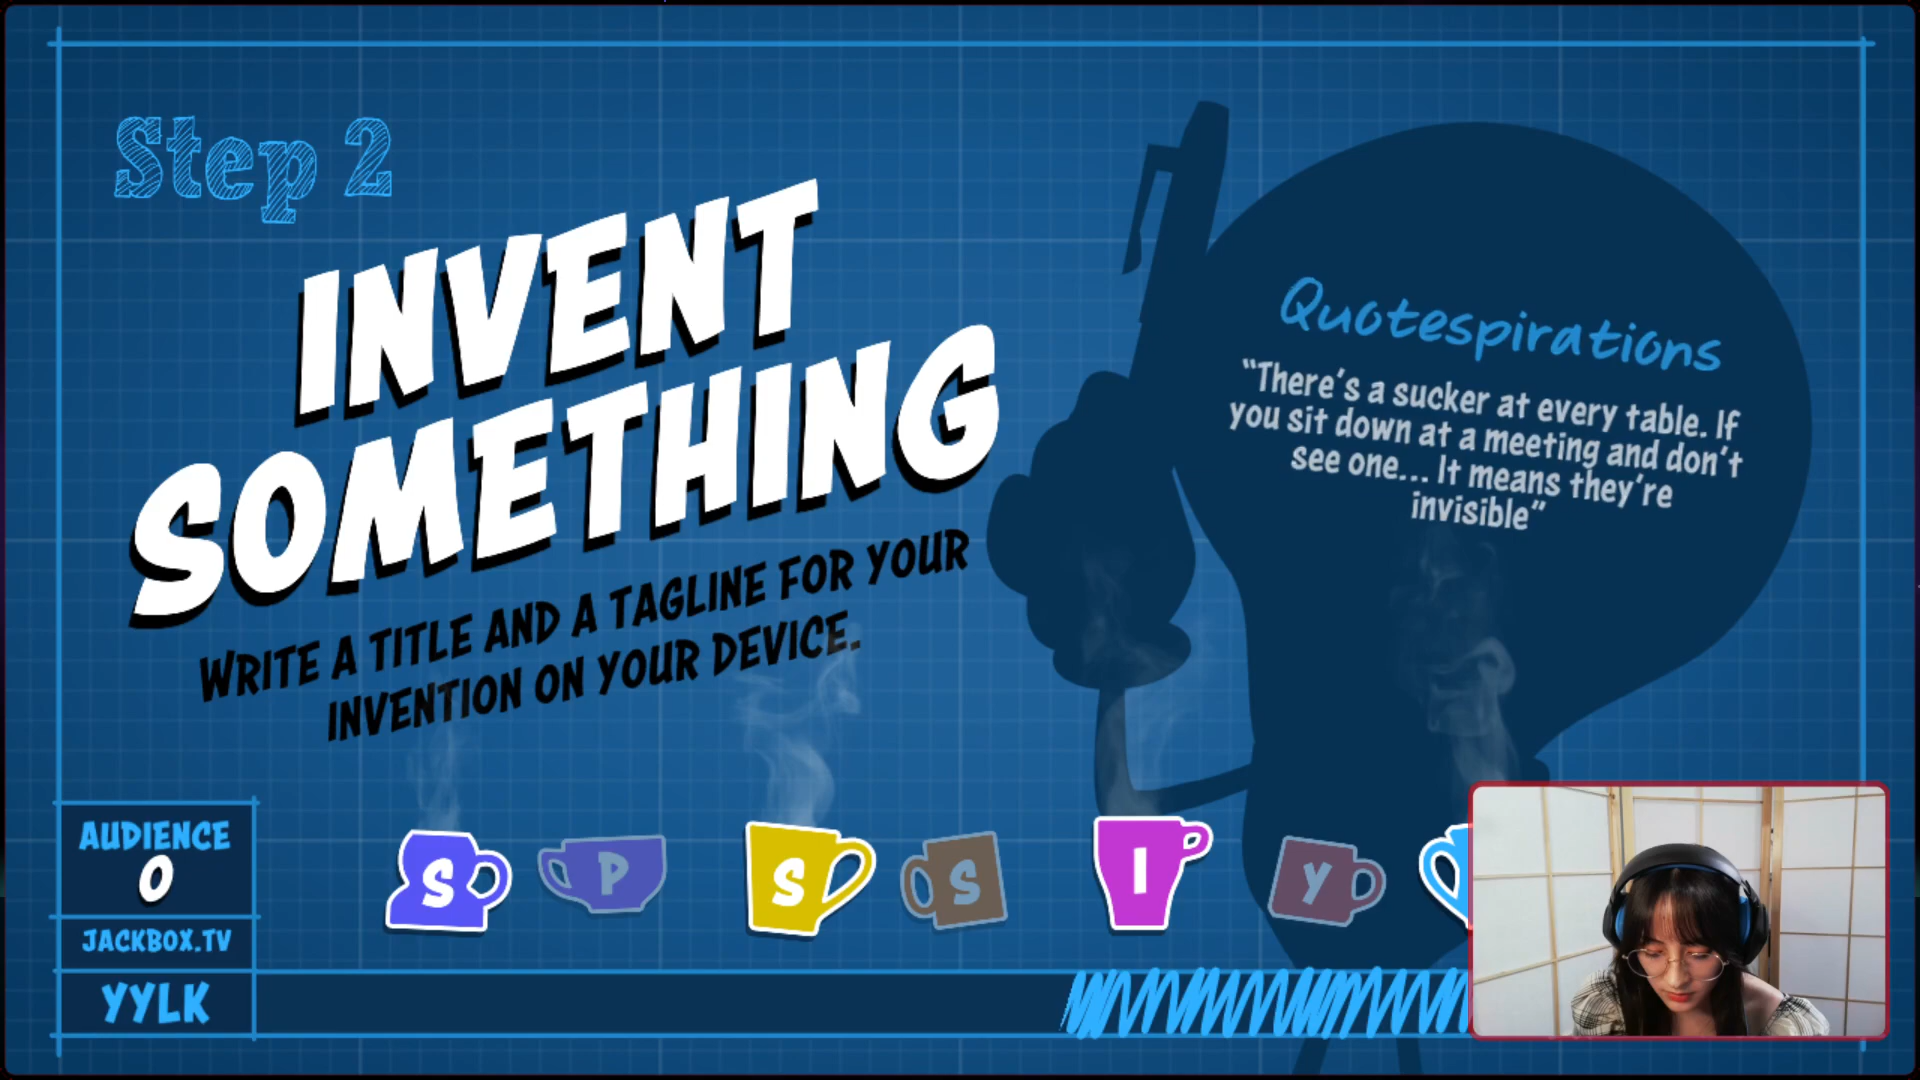 Step 2
INVENT
SOMETHING
WRITE A TITLE AND A TAGLINE FOR YOUR
INVENTION ON YOUR DEVICE.
Quotespirations
“There’s a sucker at every table. If
you sit down at a meeting and don’t
see one... It means they’re
invisible”
AUDIENCE
0
JACKBOX.TV
YYLK
S
P
S
S
I
Y